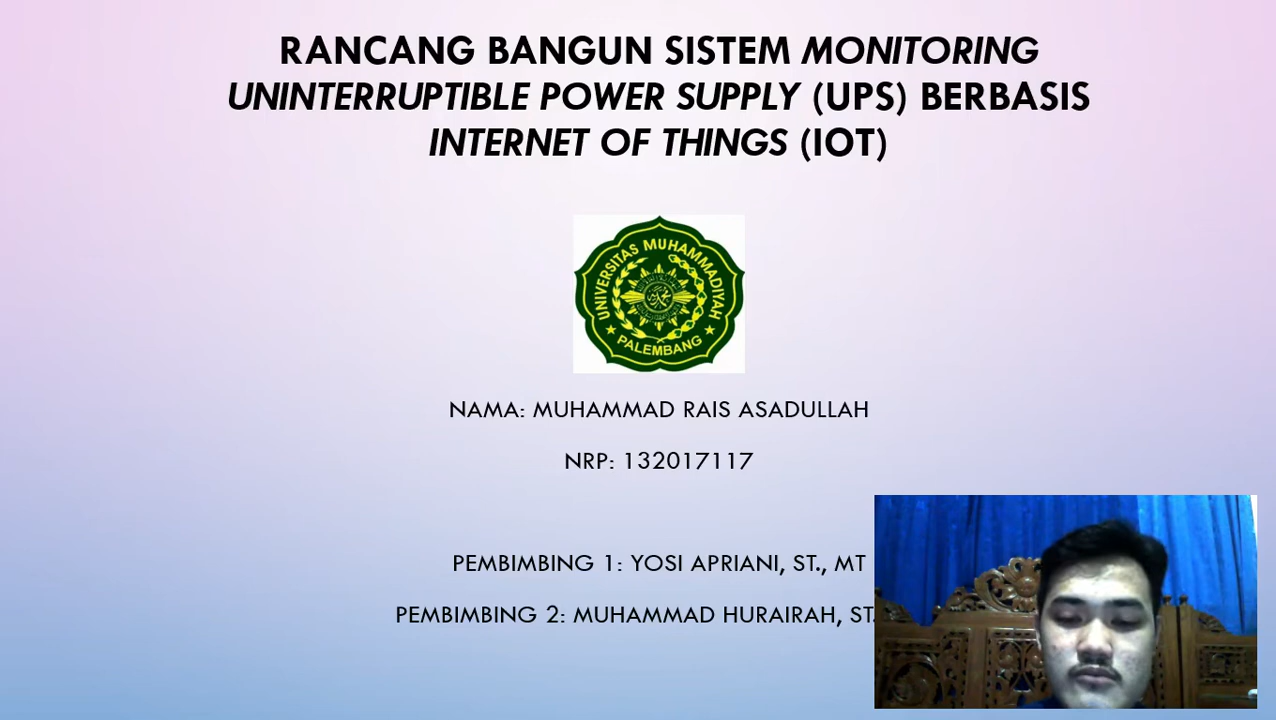 RANCANG BANGUN SISTEM MONITORING
UNINTERRUPTIBLE POWER SUPPLY (UPS) BERBASIS
INTERNET OF THINGS (IOT)
UNIVERSITAS MUHAMMADIYAH
PALEMBANG
NAMA: MUHAMMAD RAIS ASADULLAH
NRP: 132017117
PEMBIMBING 1: YOSI APRIANI, ST., MT
PEMBIMBING 2: MUHAMMAD HURAIRAH, ST.